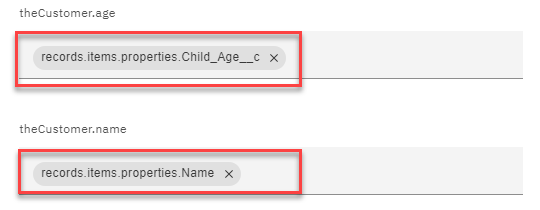 theCustomer.age
records.items.properties.Child_Age__c ×
theCustomer.name
records.items.properties.Name ×